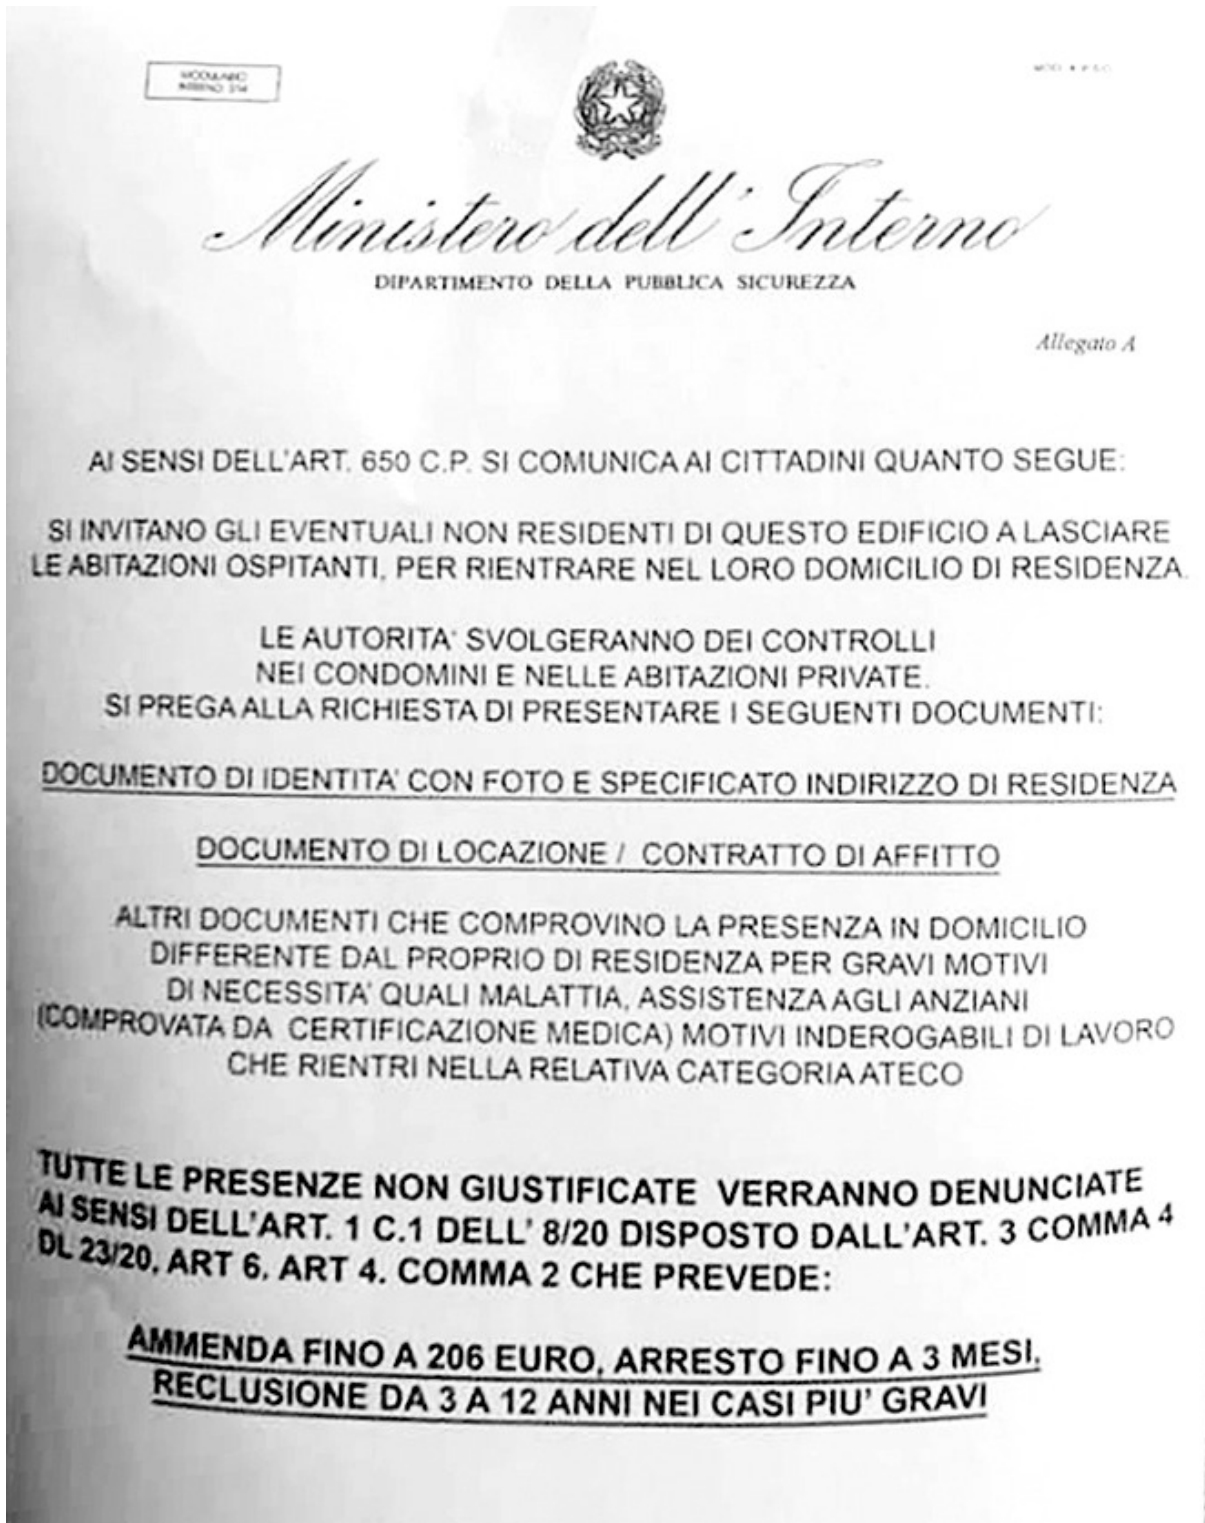 MODULARIO
INTERNO 314
Ministero dell'Interno
DIPARTIMENTO DELLA PUBBLICA SICUREZZA
Allegato A
AI SENSI DELL'ART. 650 C.P. SI COMUNICA AI CITTADINI QUANTO SEGUE:
SI INVITANO GLI EVENTUALI NON RESIDENTI DI QUESTO EDIFICIO A LASCIARE
LE ABITAZIONI OSPITANTI, PER RIENTRARE NEL LORO DOMICILIO DI RESIDENZA.
LE AUTORITA' SVOLGERANNO DEI CONTROLLI
NEI CONDOMINI E NELLE ABITAZIONI PRIVATE.
SI PREGA ALLA RICHIESTA DI PRESENTARE I SEGUENTI DOCUMENTI:
DOCUMENTO DI IDENTITA' CON FOTO E SPECIFICATO INDIRIZZO DI RESIDENZA
DOCUMENTO DI LOCAZIONE / CONTRATTO DI AFFITTO
ALTRI DOCUMENTI CHE COMPROVINO LA PRESENZA IN DOMICILIO
DIFFERENTE DAL PROPRIO DI RESIDENZA PER GRAVI MOTIVI
DI NECESSITA' QUALI MALATTIA, ASSISTENZA AGLI ANZIANI
(COMPROVATA DA CERTIFICAZIONE MEDICA) MOTIVI INDEROGABILI DI LAVORO
CHE RIENTRI NELLA RELATIVA CATEGORIA ATECO
TUTTE LE PRESENZE NON GIUSTIFICATE VERRANNO DENUNCIATE
AI SENSI DELL'ART. 1 C.1 DELL' 8/20 DISPOSTO DALL'ART. 3 COMMA 4
DL 23/20, ART 6. ART 4. COMMA 2 CHE PREVEDE:
AMMENDA FINO A 206 EURO, ARRESTO FINO A 3 MESI,
RECLUSIONE DA 3 A 12 ANNI NEI CASI PIU' GRAVI